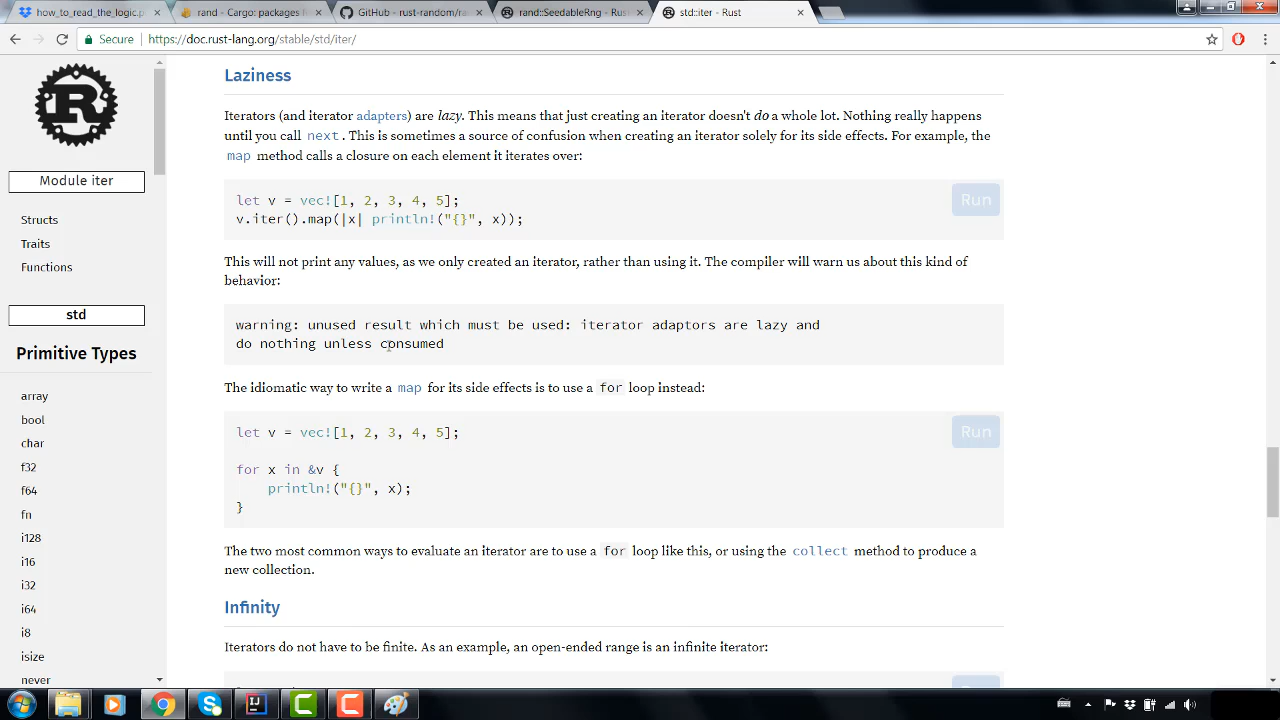 how_to_read_the_logic.p
rand - Cargo: packages f
GitHub - rust-random/ra
rand::SeedableRng - Rust
std::iter - Rust
Secure
https://doc.rust-lang.org/stable/std/iter/
R
Module iter
Structs
Traits
Functions
std
Primitive Types
array
bool
char
f32
f64
fn
i128
i16
i32
i64
i8
isize
never
Laziness
Iterators (and iterator adapters) are lazy. This means that just creating an iterator doesn't do a whole lot. Nothing really happens
until you call next. This is sometimes a source of confusion when creating an iterator solely for its side effects. For example, the
map method calls a closure on each element it iterates over:
let v = vec![1, 2, 3, 4, 5];
v.iter().map(|x| println!("{}", x));
Run
This will not print any values, as we only created an iterator, rather than using it. The compiler will warn us about this kind of
behavior:
warning: unused result which must be used: iterator adaptors are lazy and
do nothing unless consumed
The idiomatic way to write a map for its side effects is to use a for loop instead:
let v = vec![1, 2, 3, 4, 5];
for x in &v {
println!("{}", x);
}
Run
The two most common ways to evaluate an iterator are to use a for loop like this, or using the collect method to produce a
new collection.
Infinity
Iterators do not have to be finite. As an example, an open-ended range is an infinite iterator: